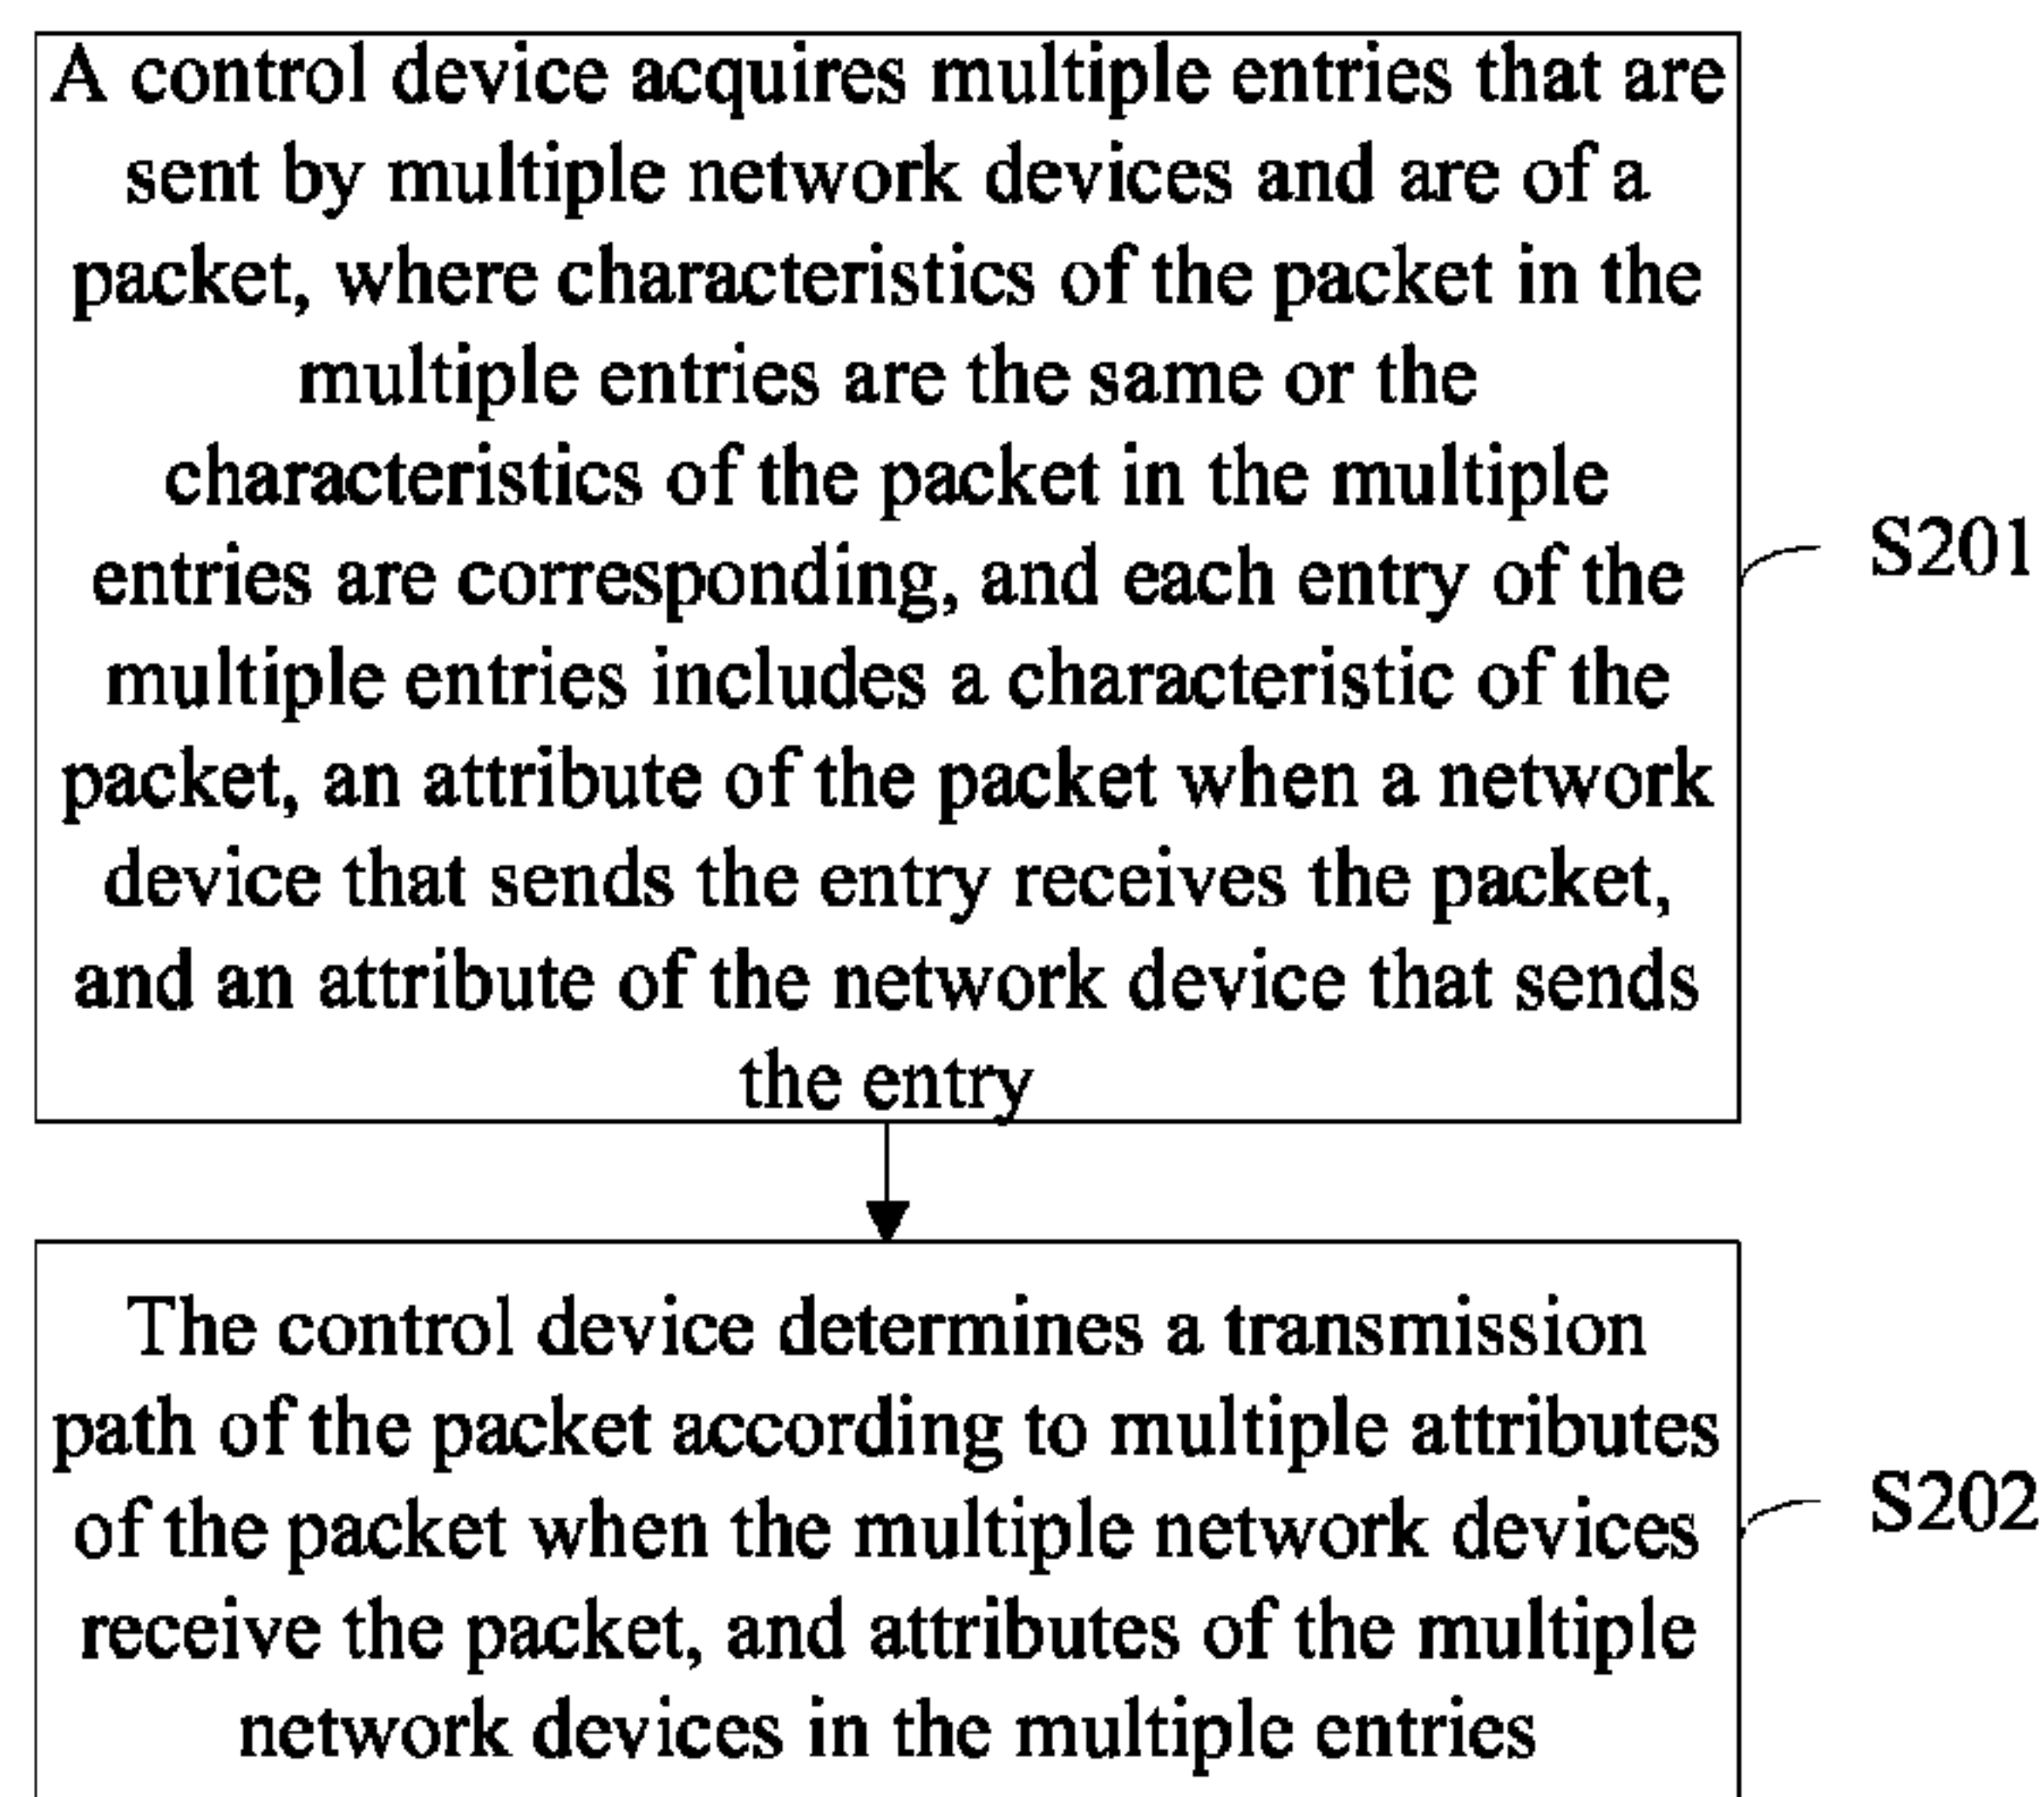 A control device acquires multiple entries that are
sent by multiple network devices and are of a
packet, where characteristics of the packet in the
multiple entries are the same or the
characteristics of the packet in the multiple
entries are corresponding, and each entry of the
multiple entries includes a characteristic of the
packet, an attribute of the packet when a network
device that sends the entry receives the packet,
and an attribute of the network device that sends
the entry
S201
The control device determines a transmission
path of the packet according to multiple attributes
of the packet when the multiple network devices
receive the packet, and attributes of the multiple
network devices in the multiple entries
S202